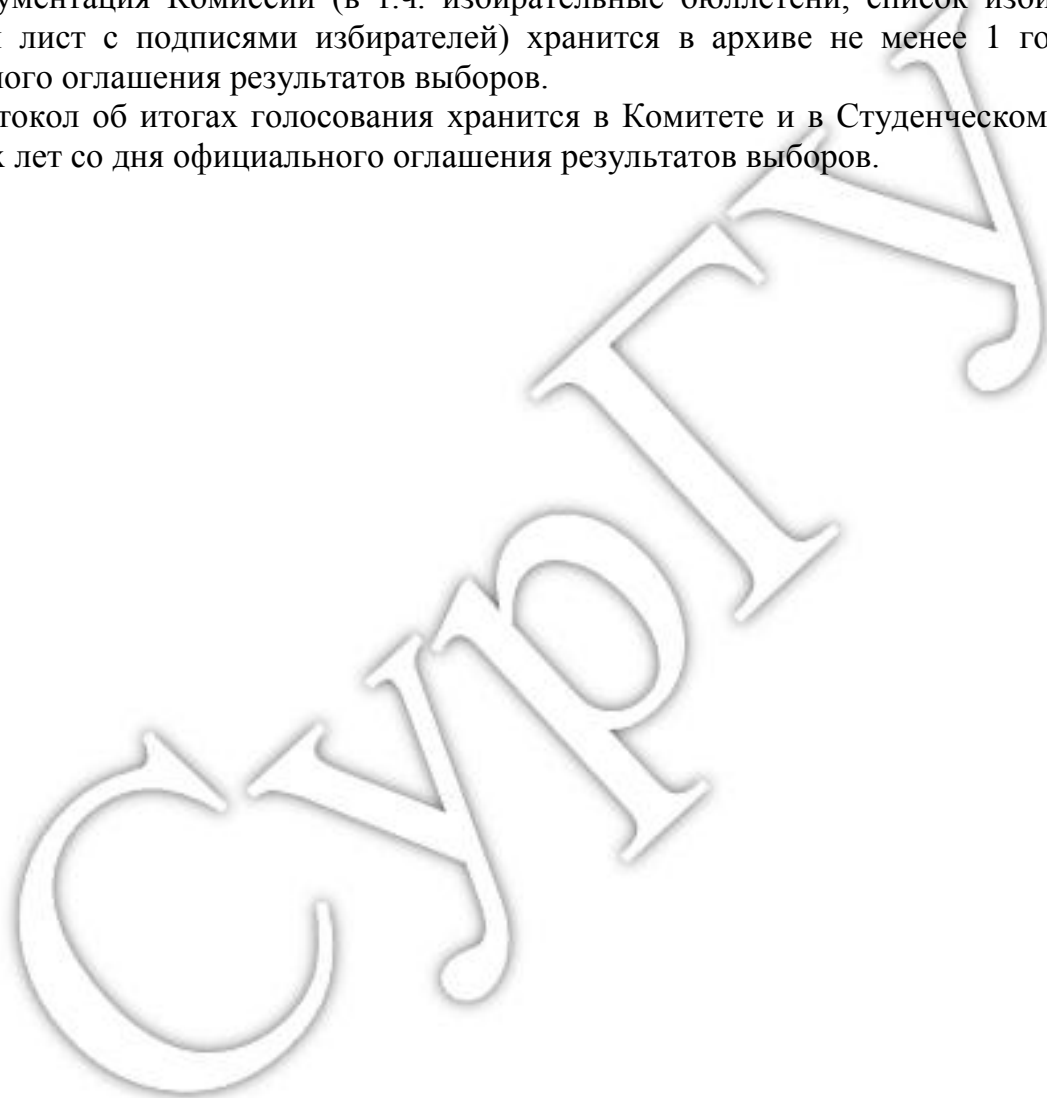 ументация Комиссии (в т.ч. избирательные бюллетени, список изби
лист с подписями избирателей) хранится в архиве не менее 1 го
ного оглашения результатов выборов.
токол об итогах голосования хранится в Комитете и в Студенческом
х лет со дня официального оглашения результатов выборов.
СурГУ